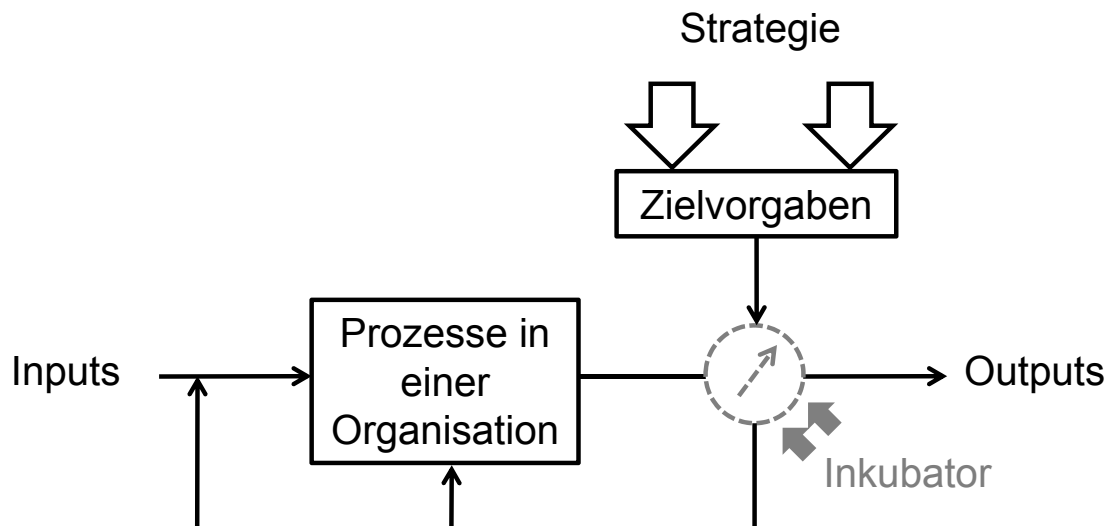 Strategie
Zielvorgaben
Inputs
Prozesse in
einer
Organisation
Outputs
Inkubator